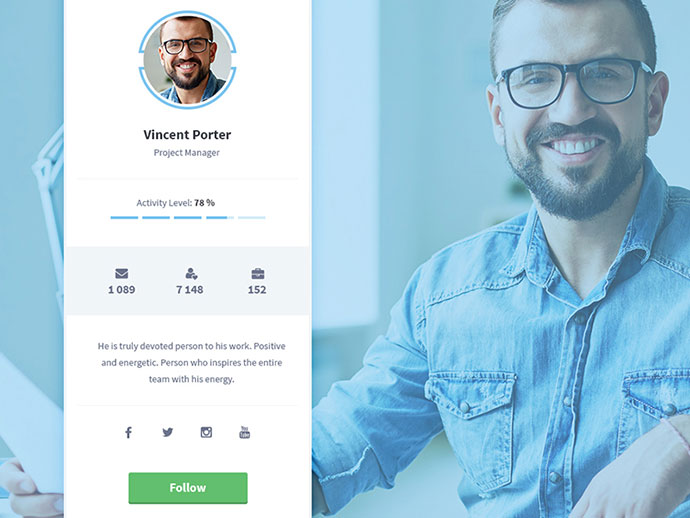 Vincent Porter
Project Manager
Activity Level: 78 %
1 089 7 148 152
He is truly devoted person to his work. Positive
and energetic. Person who inspires the entire
team with his energy.
You
Tube
Follow